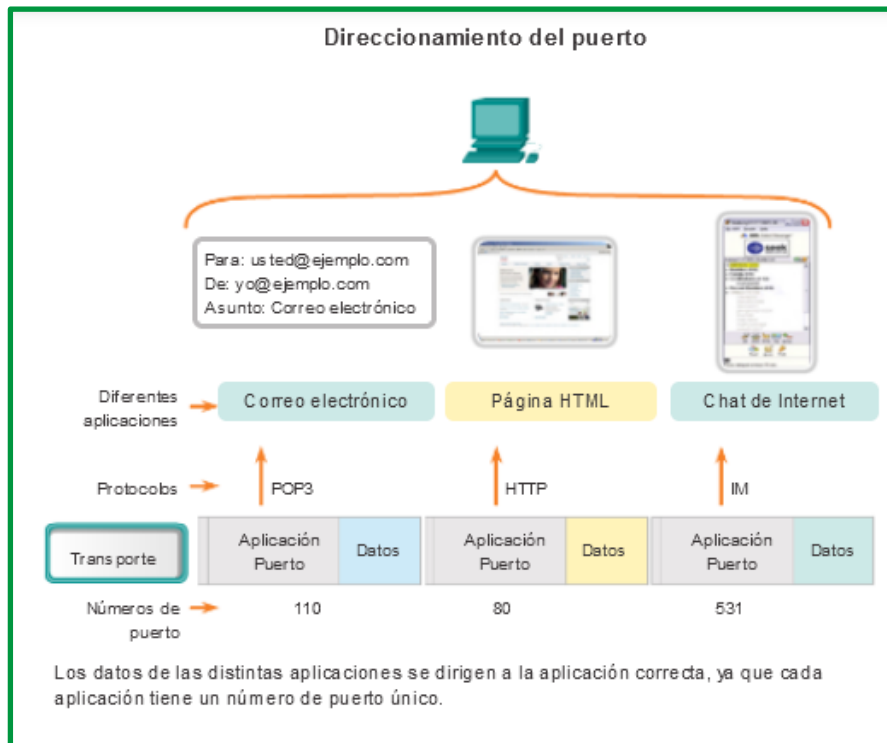 Direccionamiento del puerto
Para: usted@ejemplo.com
De: yo@ejemplo.com
Asunto: Correo electrónico
Diferentes
aplicaciones
Correo electrónico
Página HTML
Chat de Internet
Protocolos
POP3
HTTP
IM
Transporte
Aplicación
Puerto
Datos
Aplicación
Puerto
Datos
Aplicación
Puerto
Datos
Números de
puerto
110
80
531
Los datos de las distintas aplicaciones se dirigen a la aplicación correcta, ya que cada
aplicación tiene un número de puerto único.